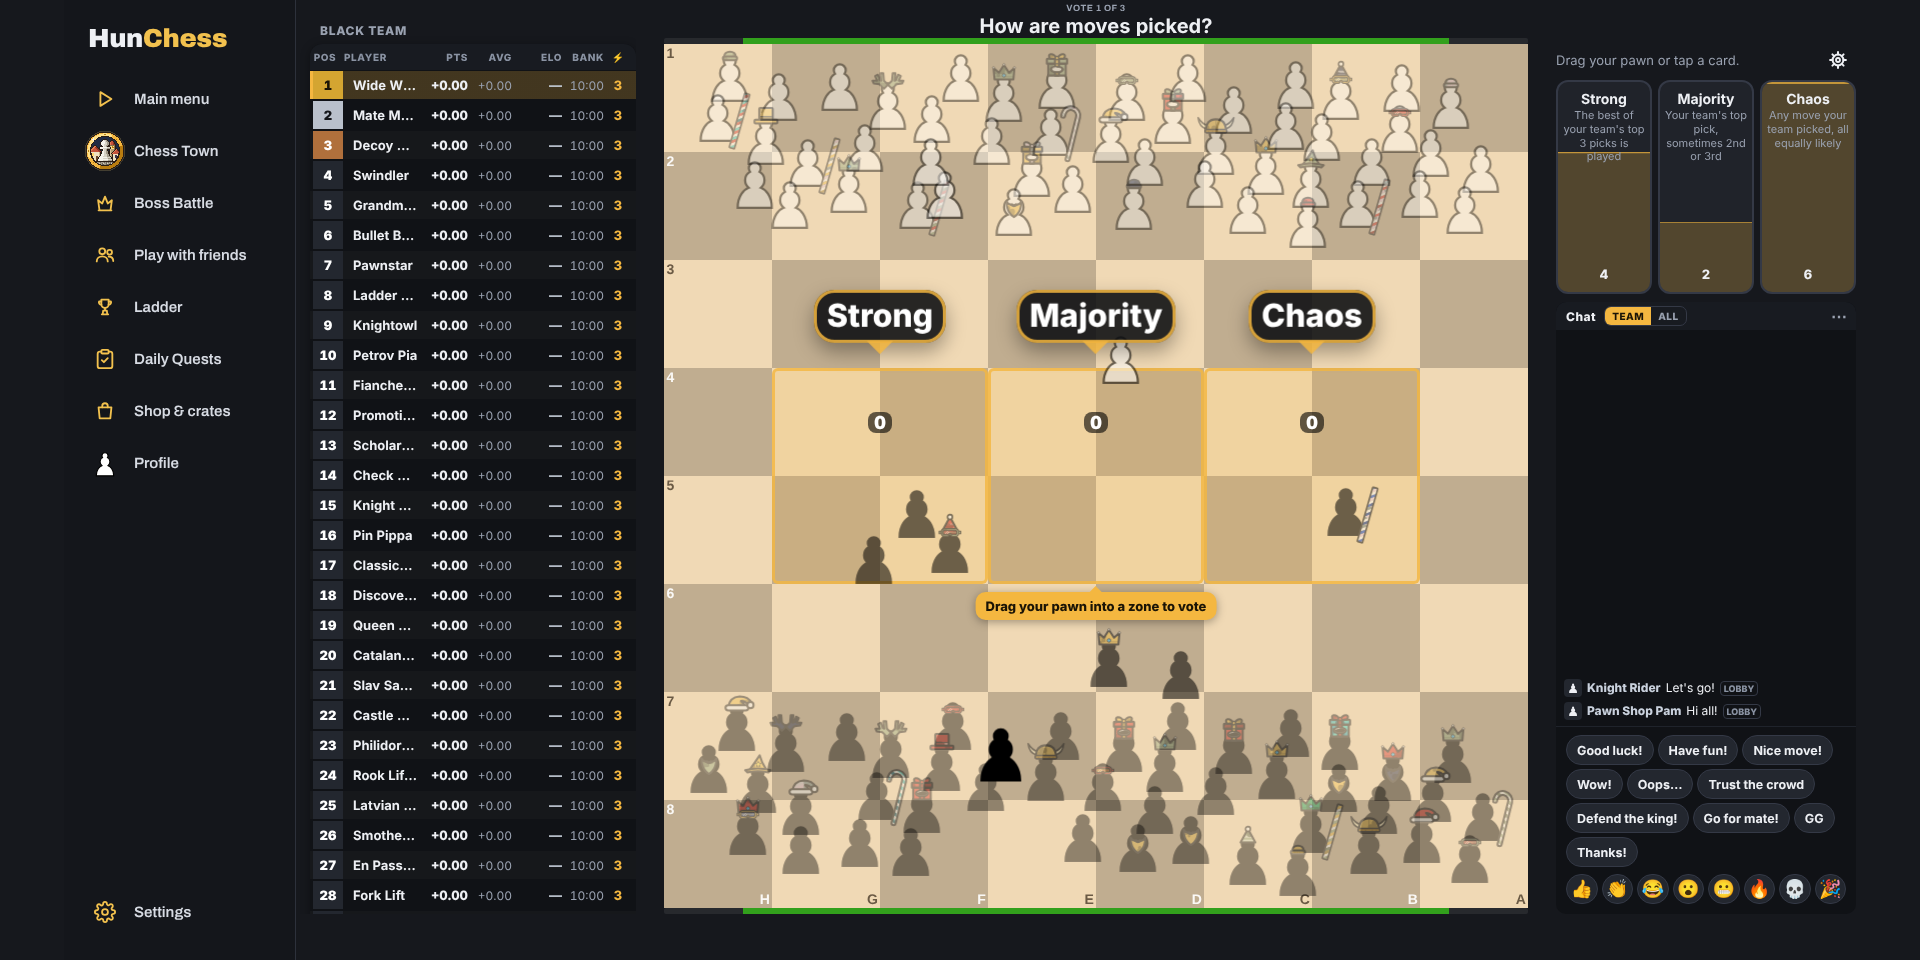 HunChess
Main menu
Chess Town
Boss Battle
Play with friends
Ladder
Daily Quests
Shop & crates
Profile
Settings
BLACK TEAM
POS PLAYER PTS AVG ELO BANK ⚡
1 Wide W... +0.00 +0.00 — 10:00 3
2 Mate M... +0.00 +0.00 — 10:00 3
3 Decoy ... +0.00 +0.00 — 10:00 3
4 Swindler +0.00 +0.00 — 10:00 3
5 Grandm... +0.00 +0.00 — 10:00 3
6 Bullet B... +0.00 +0.00 — 10:00 3
7 Pawnstar +0.00 +0.00 — 10:00 3
8 Ladder ... +0.00 +0.00 — 10:00 3
9 Knightowl +0.00 +0.00 — 10:00 3
10 Petrov Pia +0.00 +0.00 — 10:00 3
11 Fianche... +0.00 +0.00 — 10:00 3
12 Promoti... +0.00 +0.00 — 10:00 3
13 Scholar... +0.00 +0.00 — 10:00 3
14 Check ... +0.00 +0.00 — 10:00 3
15 Knight ... +0.00 +0.00 — 10:00 3
16 Pin Pippa +0.00 +0.00 — 10:00 3
17 Classic... +0.00 +0.00 — 10:00 3
18 Discove... +0.00 +0.00 — 10:00 3
19 Queen ... +0.00 +0.00 — 10:00 3
20 Catalan... +0.00 +0.00 — 10:00 3
21 Slav Sa... +0.00 +0.00 — 10:00 3
22 Castle ... +0.00 +0.00 — 10:00 3
23 Philidor... +0.00 +0.00 — 10:00 3
24 Rook Lif... +0.00 +0.00 — 10:00 3
25 Latvian ... +0.00 +0.00 — 10:00 3
26 Smothe... +0.00 +0.00 — 10:00 3
27 En Pass... +0.00 +0.00 — 10:00 3
28 Fork Lift +0.00 +0.00 — 10:00 3
VOTE 1 OF 3
How are moves picked?
1
2
3
Strong Majority Chaos
4
0 0 0
5
6
Drag your pawn into a zone to vote
7
8
H G F E D C B A
Drag your pawn or tap a card.
Strong
The best of
your team's top
3 picks is
played
4
Majority
Your team's top
pick,
sometimes 2nd
or 3rd
2
Chaos
Any move your
team picked, all
equally likely
6
Chat TEAM ALL ...
Knight Rider Let's go! LOBBY
Pawn Shop Pam Hi all! LOBBY
Good luck! Have fun! Nice move!
Wow! Oops... Trust the crowd
Defend the king! Go for mate! GG
Thanks!